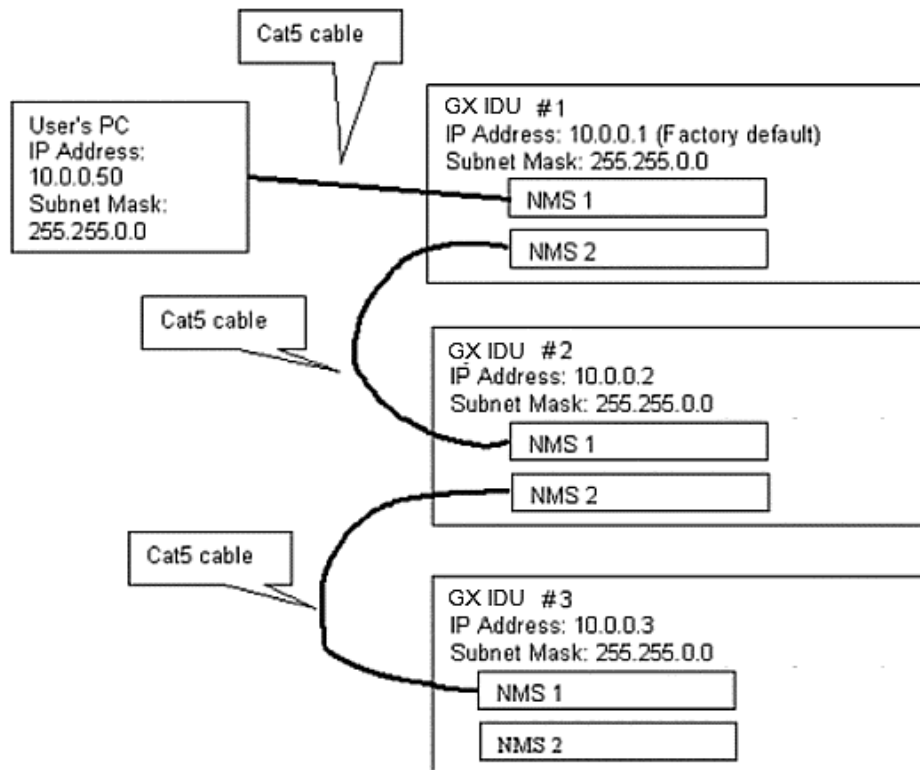 Cat5 cable
User's PC
IP Address:
10.0.0.50
Subnet Mask:
255.255.0.0
GX IDU #1
IP Address: 10.0.0.1 (Factory default)
Subnet Mask: 255.255.0.0
NMS 1
NMS 2
Cat5 cable
GX IDU #2
IP Address: 10.0.0.2
Subnet Mask: 255.255.0.0
NMS 1
NMS 2
Cat5 cable
GX IDU #3
IP Address: 10.0.0.3
Subnet Mask: 255.255.0.0
NMS 1
NMS 2